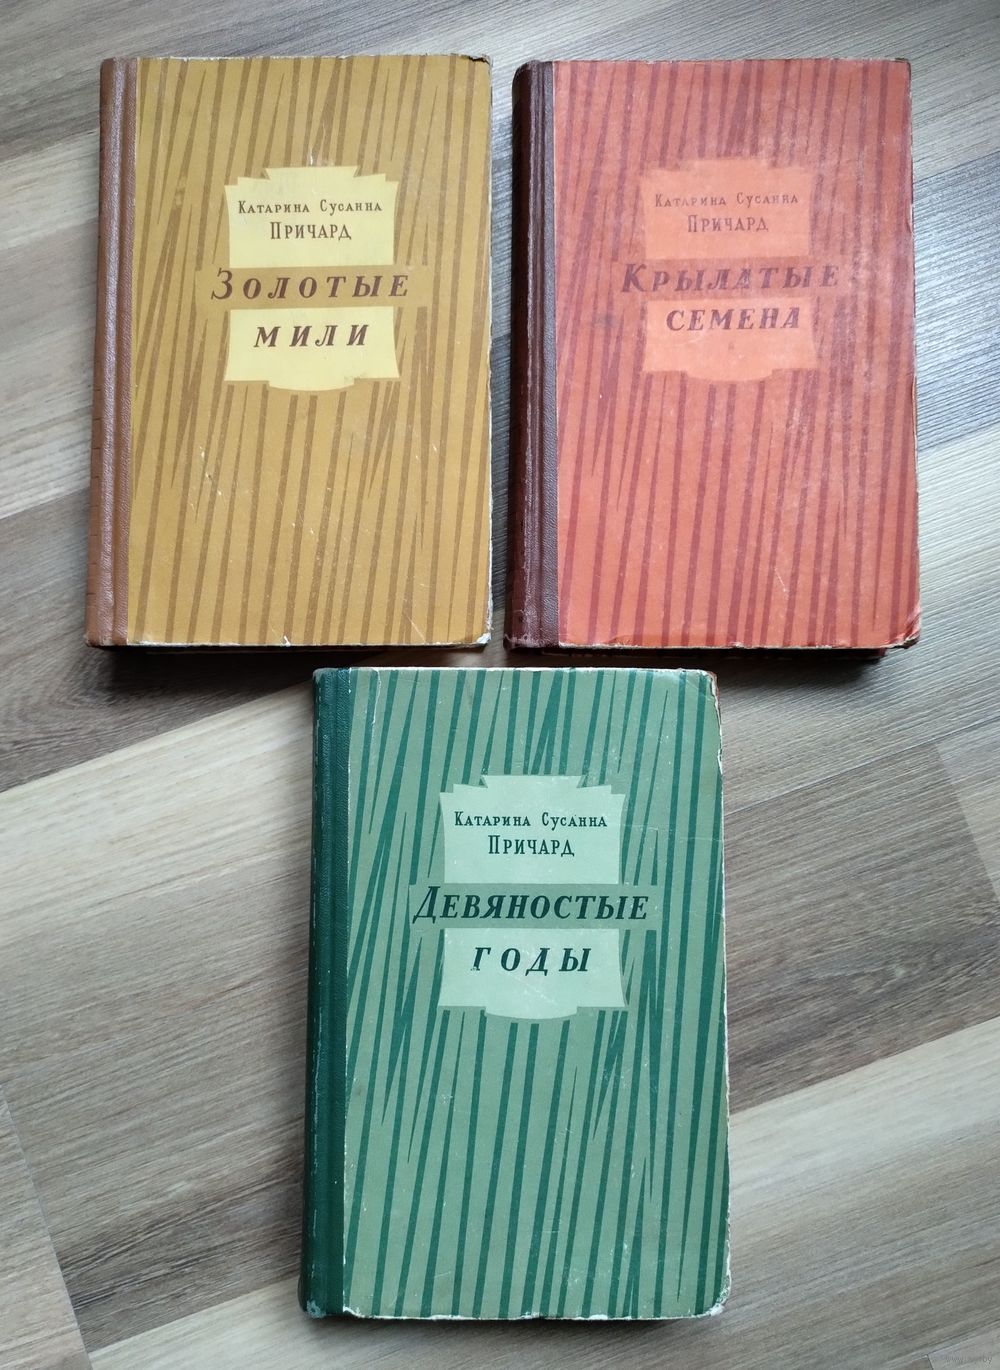 Катарина Сусанна
ПРИЧАРД
Золотые
мили
Катарина Сусанна
ПРИЧАРД
Крылатые
семена
Катарина Сусанна
ПРИЧАРД
Девяностые
годы